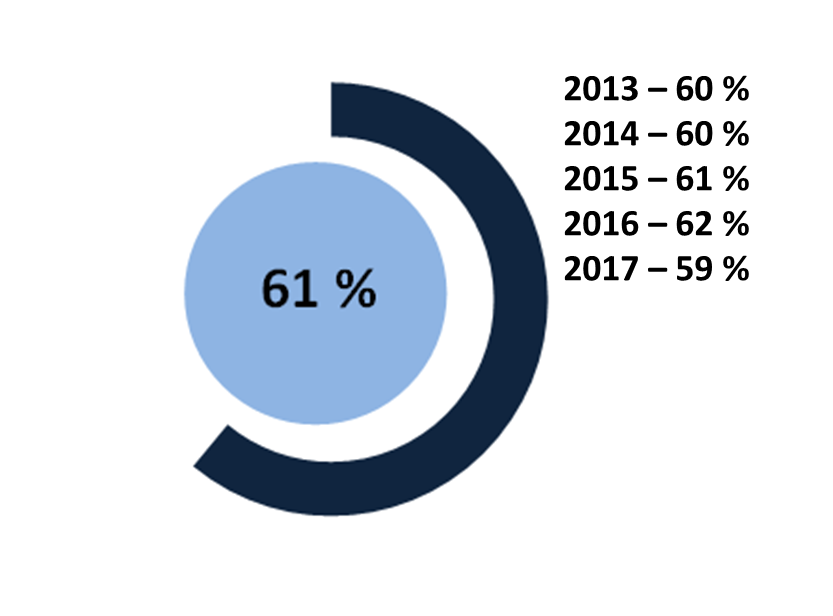 2013 – 60 %
2014 – 60 %
2015 – 61 %
2016 – 62 %
2017 – 59 %
61 %